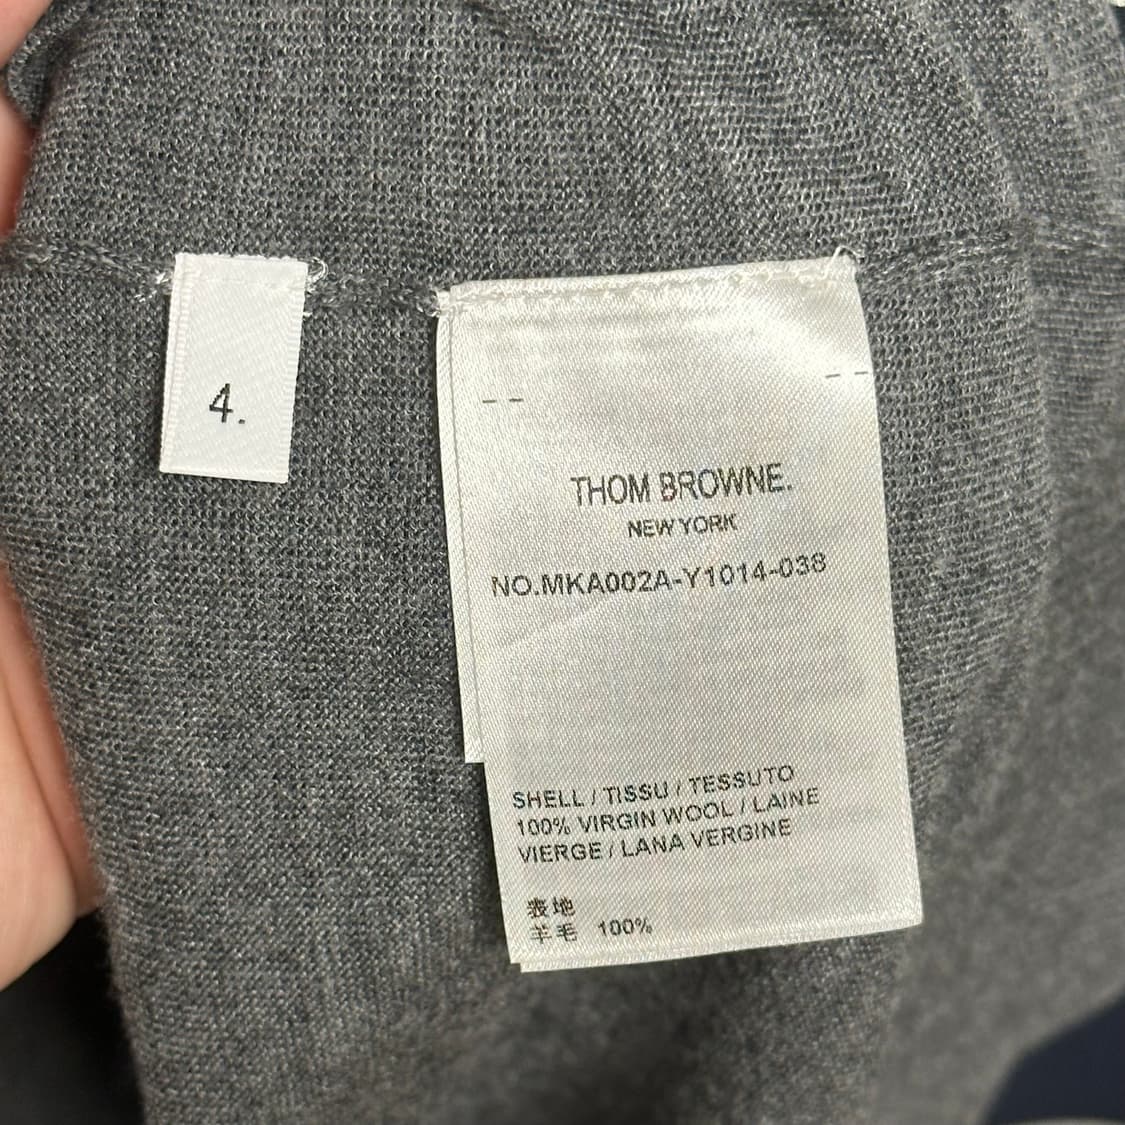 4.
THOM BROWNE.
NEW YORK
NO.MKA002A-Y1014-038
SHELL / TISSU / TESSUTO
100% VIRGIN WOOL / LAINE
VIERGE / LANA VERGINE
表地
羊毛 100%